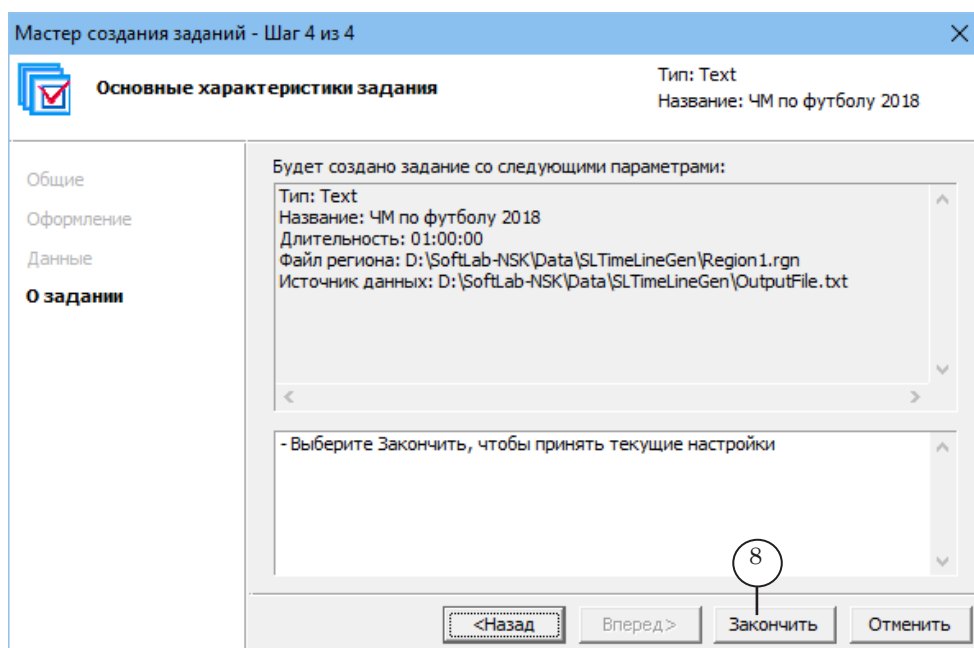 Мастер создания заданий - Шаг 4 из 4
Основные характеристики задания
Тип: Text
Название: ЧМ по футболу 2018
Общие
Оформление
Данные
О задании
Будет создано задание со следующими параметрами:
Тип: Text
Название: ЧМ по футболу 2018
Длительность: 01:00:00
Файл региона: D:\SoftLab-NSK\Data\SLTimeLineGen\Region1.rgn
Источник данных: D:\SoftLab-NSK\Data\SLTimeLineGen\OutputFile.txt
- Выберите Закончить, чтобы принять текущие настройки
8
<Назад
Вперед>
Закончить
Отменить